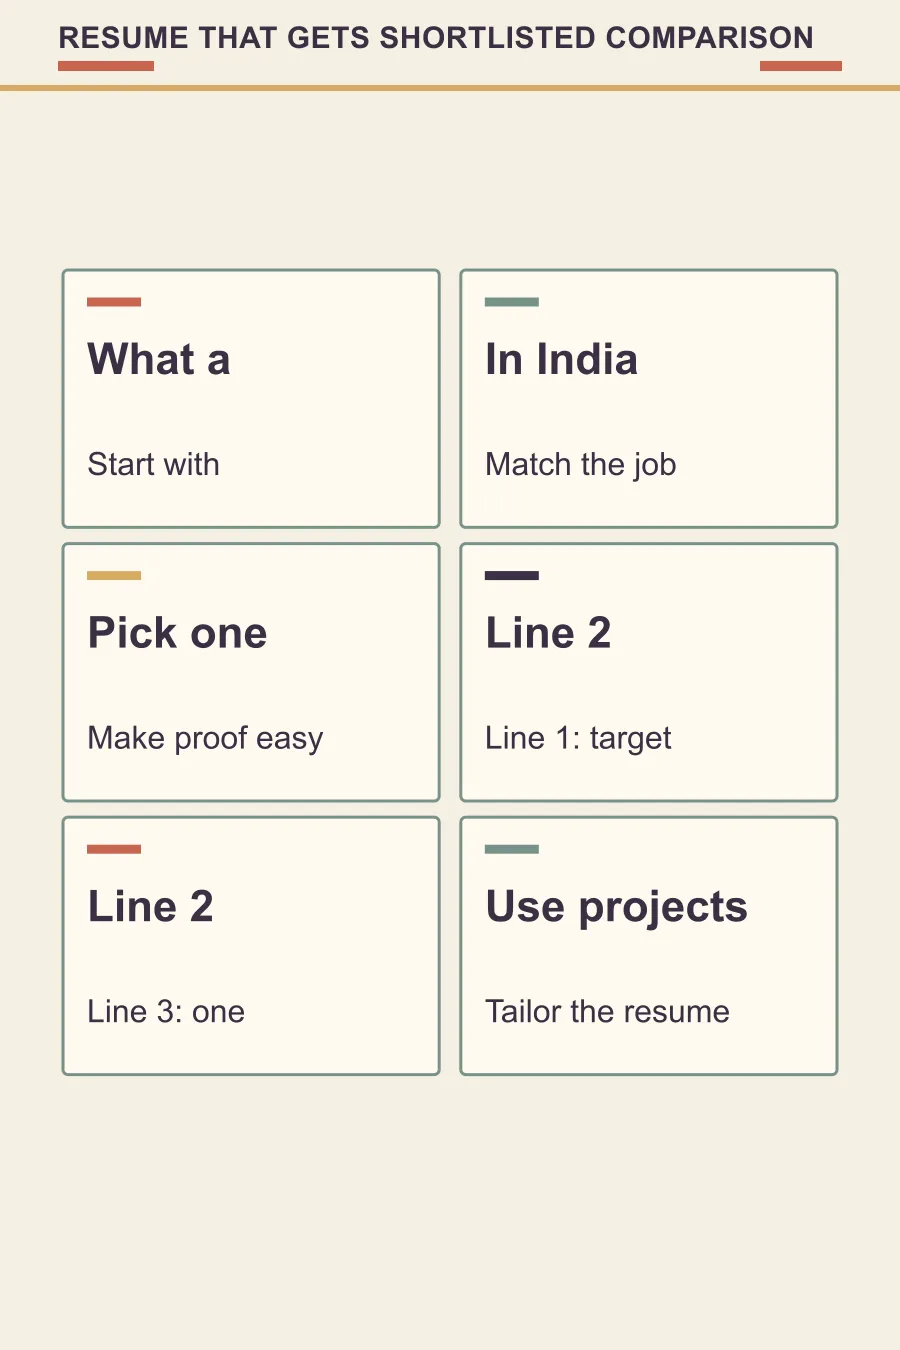 RESUME THAT GETS SHORTLISTED COMPARISON
What a
Start with
In India
Match the job
Pick one
Make proof easy
Line 2
Line 1: target
Line 2
Line 3: one
Use projects
Tailor the resume